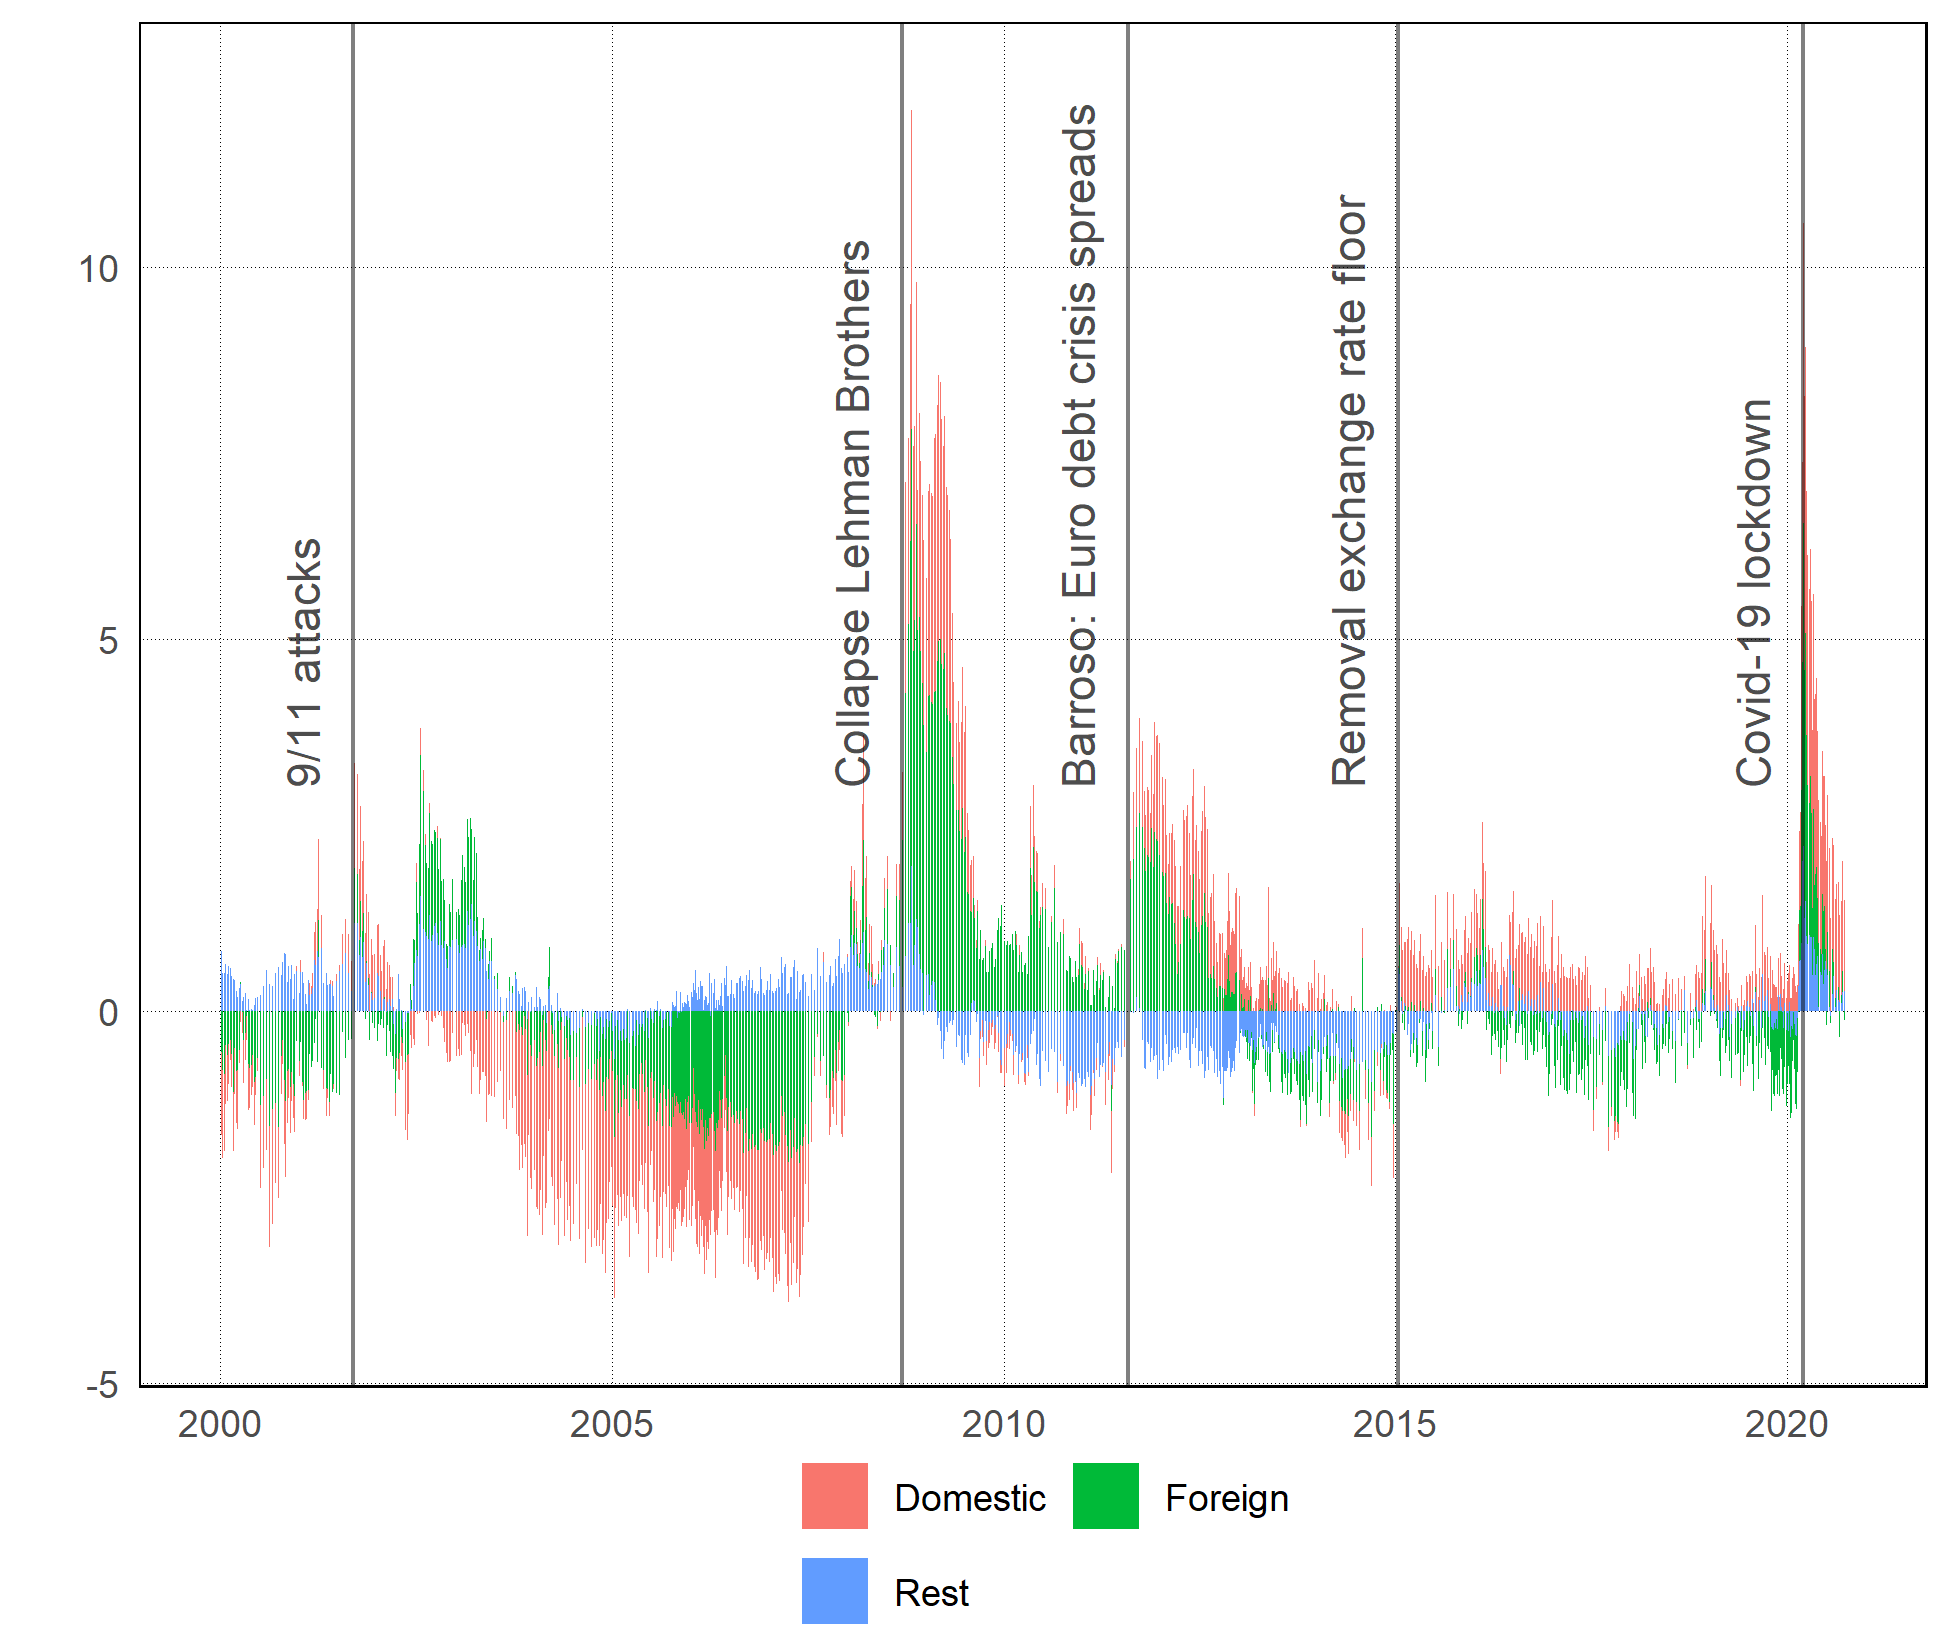 10
5
0
-5
9/11 attacks
Collapse Lehman Brothers
Barroso: Euro debt crisis spreads
Removal exchange rate floor
Covid-19 lockdown
2000 2005 2010 2015 2020
Domestic Foreign
Rest